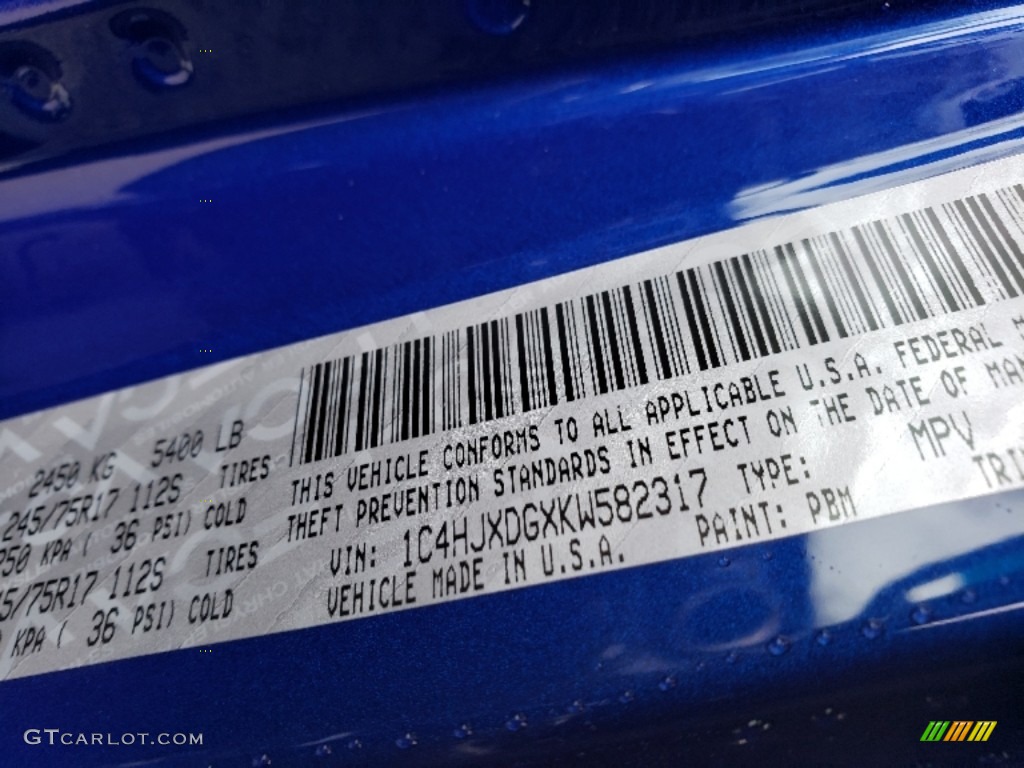 2450 KG 5400 LB
245/75R17 112S TIRES
250 KPA ( 36 PSI) COLD
5/75R17 112S TIRES
KPA ( 36 PSI) COLD
THIS VEHICLE CONFORMS TO ALL APPLICABLE U.S.A. FEDERAL M
THEFT PREVENTION STANDARDS IN EFFECT ON THE DATE OF MAN
VIN: 1C4HJXDGXKW582317 TYPE: MPV
VEHICLE MADE IN U.S.A. PAINT: PBM TRI
GTCARLOT.COM